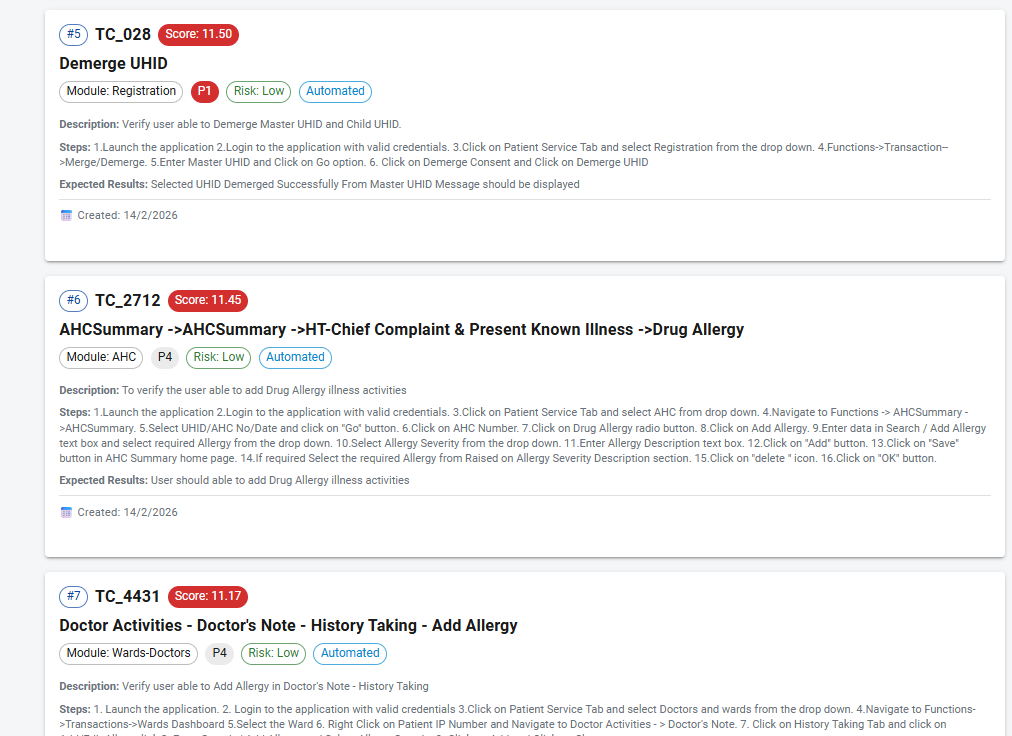 #5 TC_028 Score: 11.50
Demerge UHID
Module: Registration P1 Risk: Low Automated
Description: Verify user able to Demerge Master UHID and Child UHID.
Steps: 1.Launch the application 2.Login to the application with valid credentials. 3.Click on Patient Service Tab and select Registration from the drop down. 4.Functions->Transaction--
>Merge/Demerge. 5.Enter Master UHID and Click on Go option. 6. Click on Demerge Consent and Click on Demerge UHID
Expected Results: Selected UHID Demerged Successfully From Master UHID Message should be displayed
Created: 14/2/2026
#6 TC_2712 Score: 11.45
AHCSummary ->AHCSummary ->HT-Chief Complaint & Present Known Illness ->Drug Allergy
Module: AHC P4 Risk: Low Automated
Description: To verify the user able to add Drug Allergy illness activities
Steps: 1.Launch the application 2.Login to the application with valid credentials. 3.Click on Patient Service Tab and select AHC from drop down. 4.Navigate to Functions -> AHCSummary -
>AHCSummary. 5.Select UHID/AHC No/Date and click on "Go" button. 6.Click on AHC Number. 7.Click on Drug Allergy radio button. 8.Click on Add Allergy. 9.Enter data in Search / Add Allergy
text box and select required Allergy from the drop down. 10.Select Allergy Severity from the drop down. 11.Enter Allergy Description text box. 12.Click on "Add" button. 13.Click on "Save"
button in AHC Summary home page. 14.If required Select the required Allergy from Raised on Allergy Severity Description section. 15.Click on "delete " icon. 16.Click on "OK" button.
Expected Results: User should able to add Drug Allergy illness activities
Created: 14/2/2026
#7 TC_4431 Score: 11.17
Doctor Activities - Doctor's Note - History Taking - Add Allergy
Module: Wards-Doctors P4 Risk: Low Automated
Description: Verify user able to Add Allergy in Doctor's Note - History Taking
Steps: 1. Launch the application. 2. Login to the application with valid credentials 3.Click on Patient Service Tab and select Doctors and wards from the drop down. 4.Navigate to Functions-
>Transactions->Wards Dashboard 5.Select the Ward 6. Right Click on Patient IP Number and Navigate to Doctor Activities - > Doctor's Note. 7. Click on History Taking Tab and click on